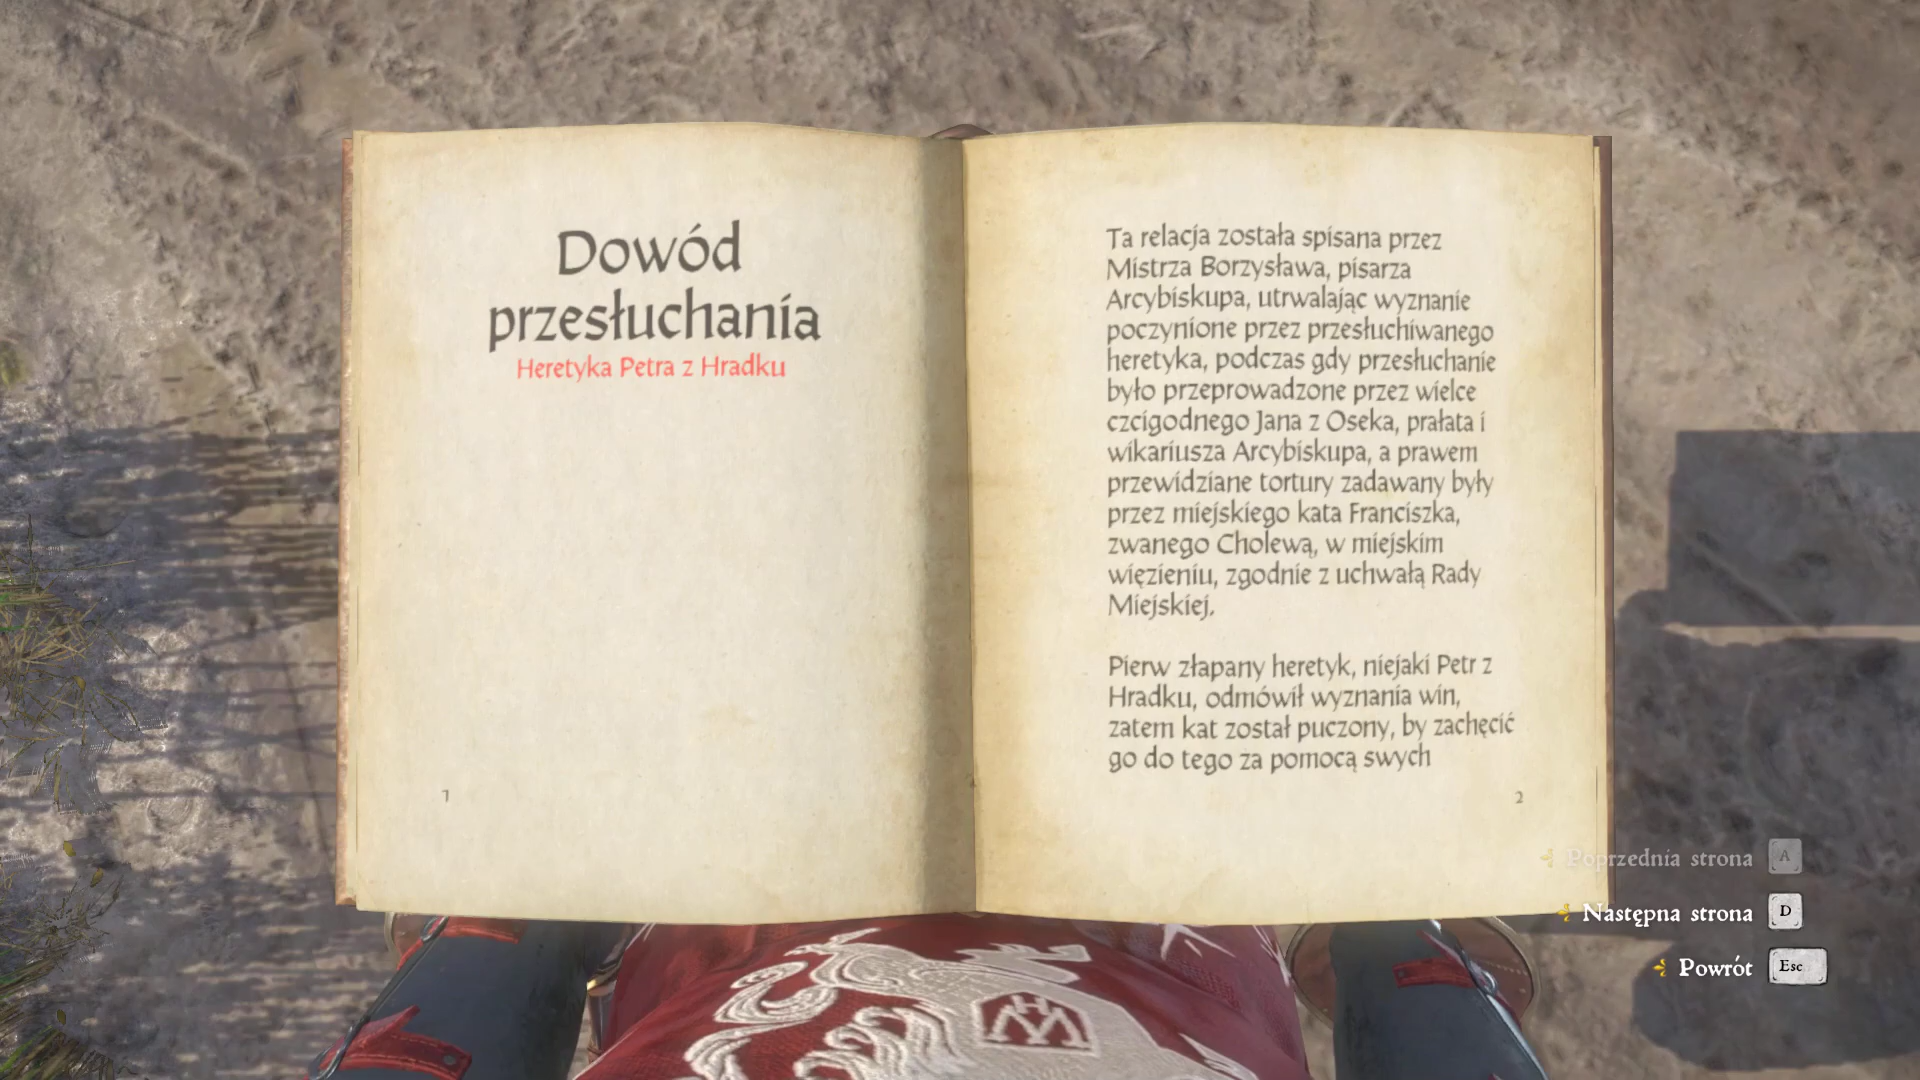 Dowód
przesłuchania
Heretyka Petra z Hradku
1
Ta relacja została spisana przez
Mistrza Borzysława, pisarza
Arcybiskupa, utrwalając wyznanie
poczynione przez przesłuchiwanego
heretyka, podczas gdy przesłuchanie
było przeprowadzone przez wielce
czcigodnego Jana z Oseka, prałata i
wikariusza Arcybiskupa, a prawem
przewidziane tortury zadawany były
przez miejskiego kata Franciszka,
zwanego Cholewą, w miejskim
więzieniu, zgodnie z uchwałą Rady
Miejskiej.
Pierw złapany heretyk, niejaki Petr z
Hradku, odmówił wyznania win,
zatem kat został puczony, by zachęcić
go do tego za pomocą swych
2
Poprzednia strona A
Następna strona D
Powrót Esc